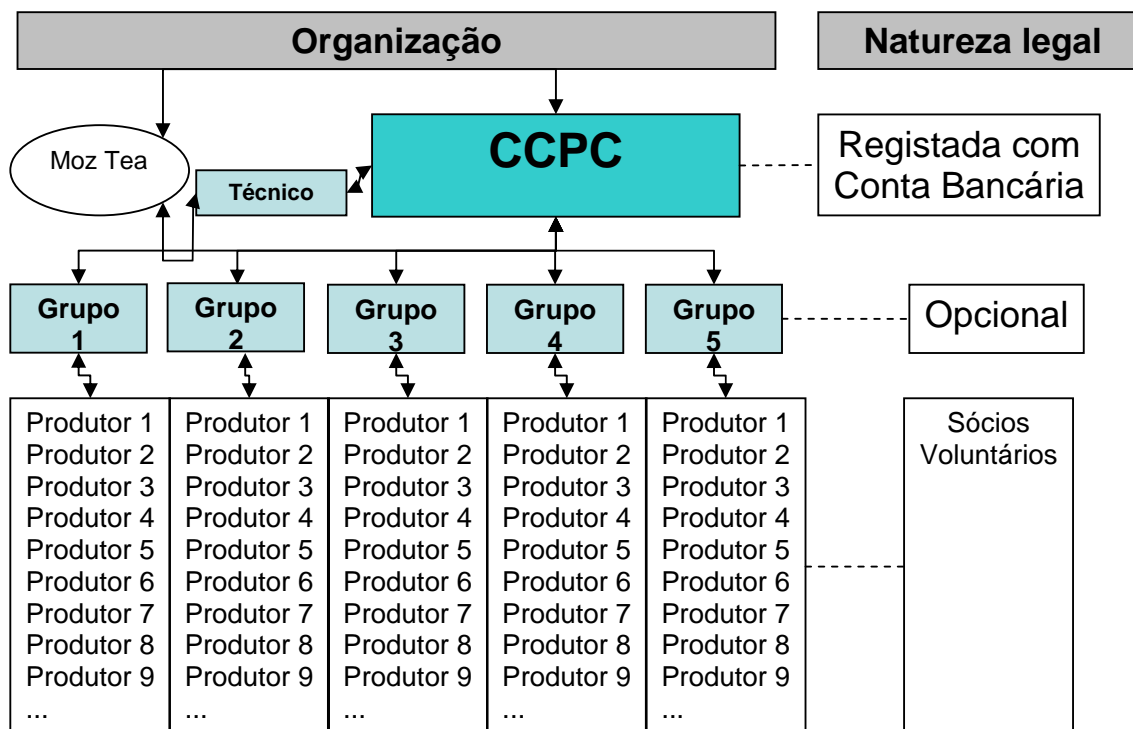 Organização
Natureza legal
Moz Tea
Técnico
CCPC
Registada com
Conta Bancária
Grupo
1
Grupo
2
Grupo
3
Grupo
4
Grupo
5
Opcional
Produtor 1
Produtor 2
Produtor 3
Produtor 4
Produtor 5
Produtor 6
Produtor 7
Produtor 8
Produtor 9
...
Produtor 1
Produtor 2
Produtor 3
Produtor 4
Produtor 5
Produtor 6
Produtor 7
Produtor 8
Produtor 9
...
Produtor 1
Produtor 2
Produtor 3
Produtor 4
Produtor 5
Produtor 6
Produtor 7
Produtor 8
Produtor 9
...
Produtor 1
Produtor 2
Produtor 3
Produtor 4
Produtor 5
Produtor 6
Produtor 7
Produtor 8
Produtor 9
...
Produtor 1
Produtor 2
Produtor 3
Produtor 4
Produtor 5
Produtor 6
Produtor 7
Produtor 8
Produtor 9
...
Sócios
Voluntários